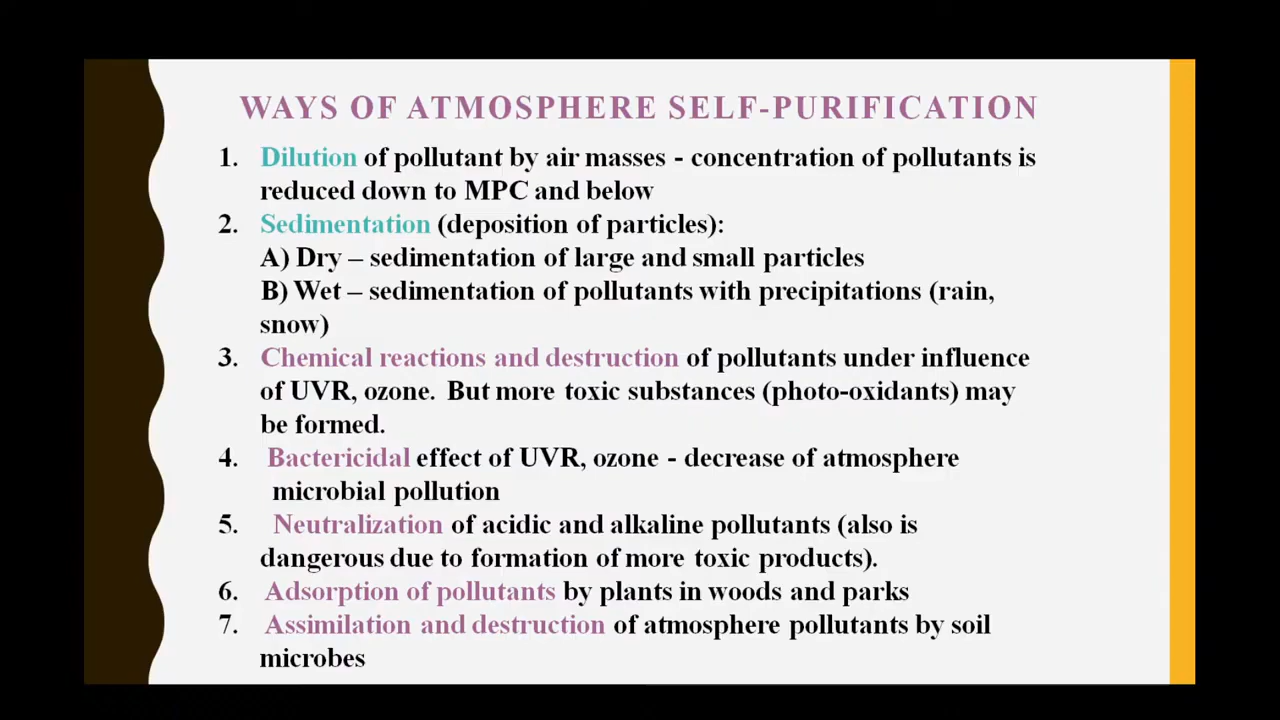 WAYS OF ATMOSPHERE SELF-PURIFICATION
1. Dilution of pollutant by air masses - concentration of pollutants is
reduced down to MPC and below
2. Sedimentation (deposition of particles):
A) Dry – sedimentation of large and small particles
B) Wet – sedimentation of pollutants with precipitations (rain,
snow)
3. Chemical reactions and destruction of pollutants under influence
of UVR, ozone. But more toxic substances (photo-oxidants) may
be formed.
4. Bactericidal effect of UVR, ozone - decrease of atmosphere
microbial pollution
5. Neutralization of acidic and alkaline pollutants (also is
dangerous due to formation of more toxic products).
6. Adsorption of pollutants by plants in woods and parks
7. Assimilation and destruction of atmosphere pollutants by soil
microbes